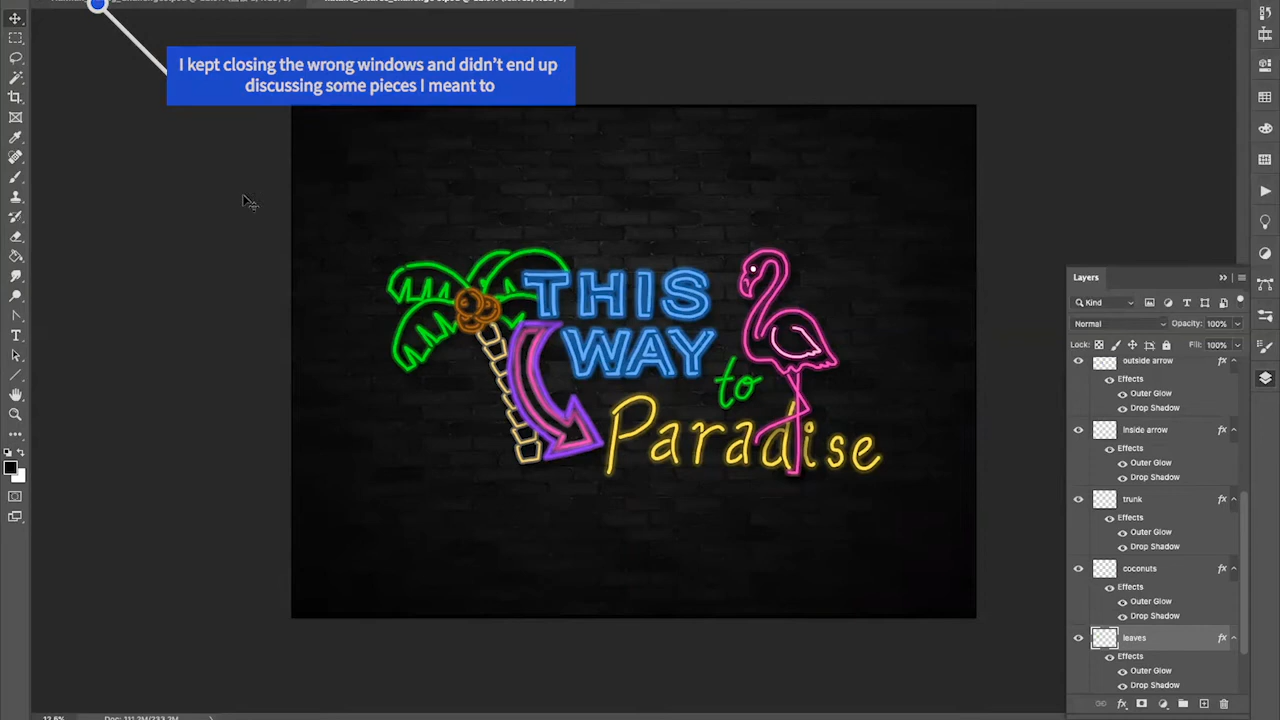 I kept closing the wrong windows and didn't end up
discussing some pieces I meant to
THIS
WAY
to
Paradise
Layers
Kind
Normal
Opacity: 100%
Lock:
Fill: 100%
outside arrow
Effects
Outer Glow
Drop Shadow
Inside arrow
Effects
Outer Glow
Drop Shadow
trunk
Effects
Outer Glow
Drop Shadow
coconuts
Effects
Outer Glow
Drop Shadow
leaves
Effects
Outer Glow
Drop Shadow